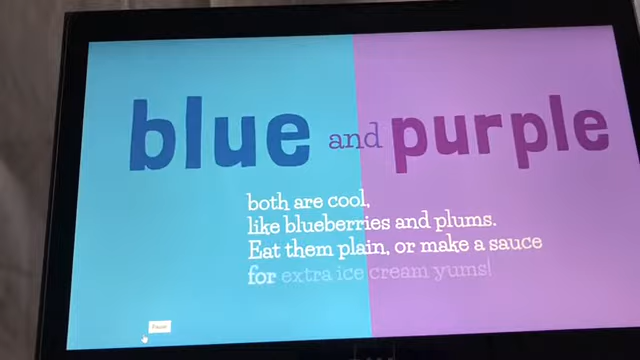 blue and purple
both are cool,
like blueberries and plums.
Eat them plain, or make a sauce
for extra ice cream yums!
Pause